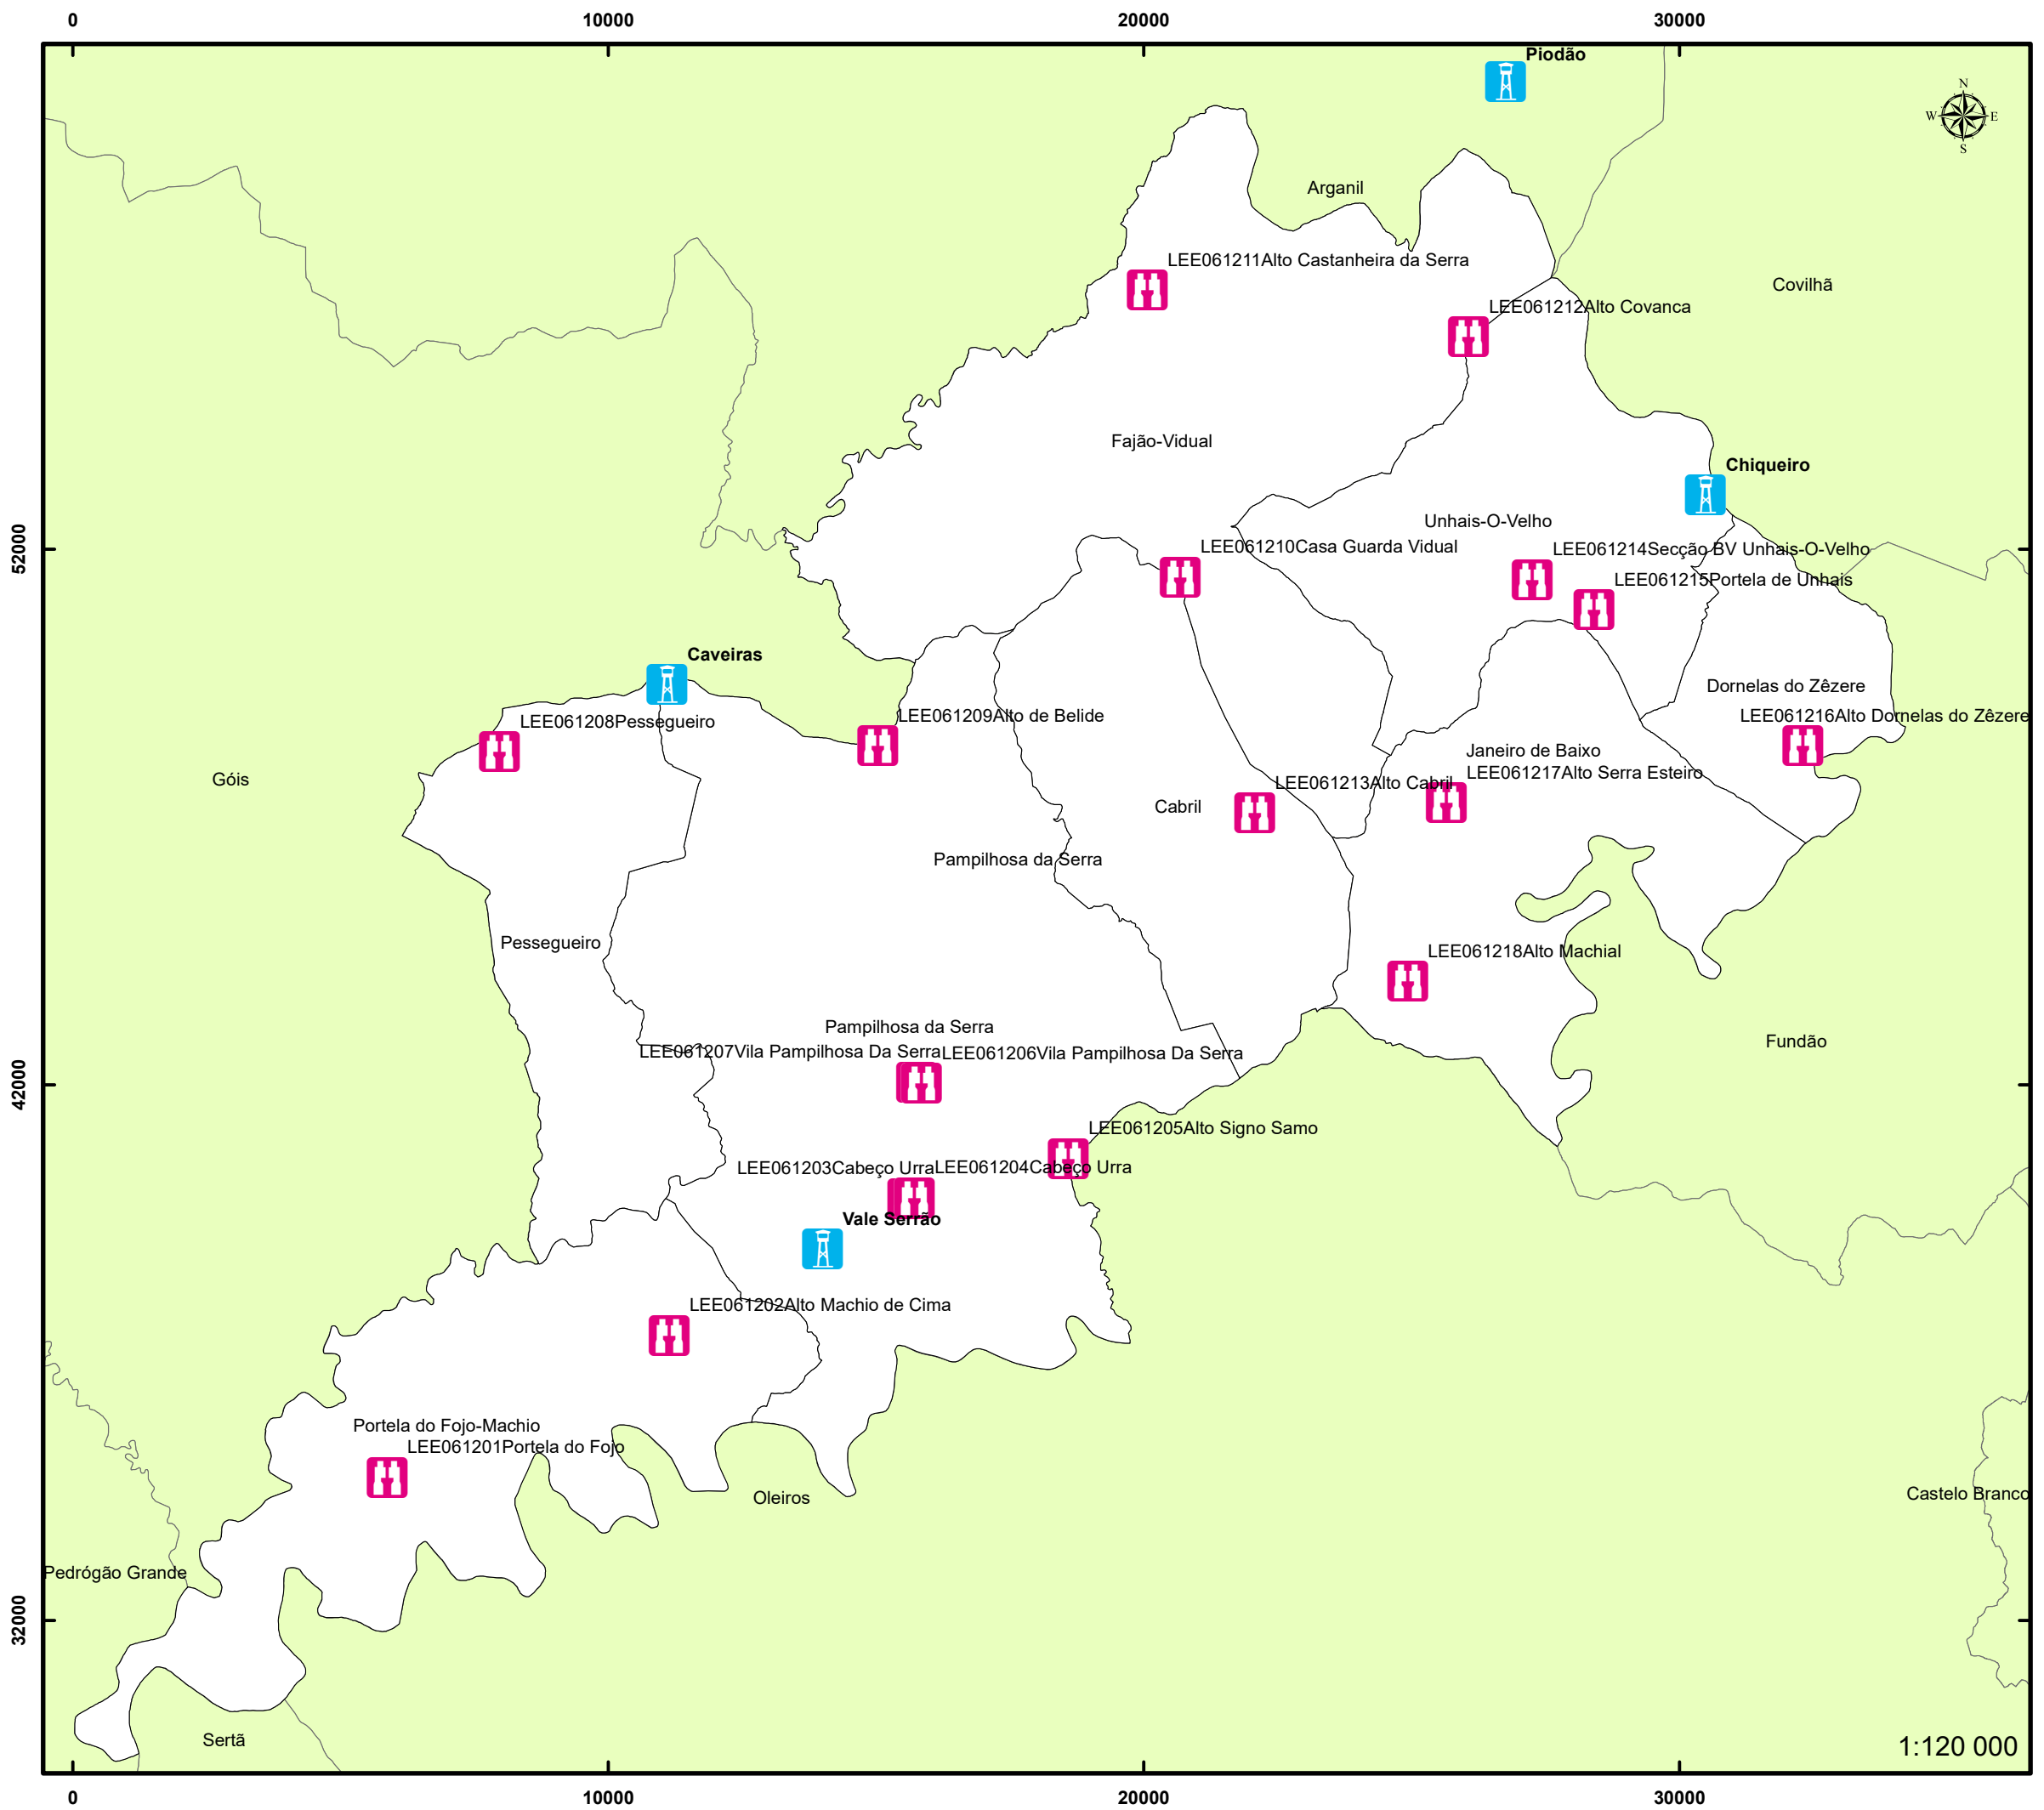 0 10000 20000 30000
Piodão
N
W E
S
Arganil
LEE061211Alto Castanheira da Serra
Covilhã
LEE061212Alto Covanca
Fajão-Vidual
Chiqueiro
Unhais-O-Velho
52000
LEE061210Casa Guarda Vidual
LEE061214Secção BV Unhais-O-Velho
LEE061215Portela de Unhais
Caveiras
Dornelas do Zêzere
LEE061208Pessegueiro
LEE061209Alto de Belide
LEE061216Alto Dornelas do Zêzere
Janeiro de Baixo
LEE061217Alto Serra Esteiro
Góis
LEE061213Alto Cabril
Cabril
Pampilhosa da Serra
Pessegueiro
LEE061218Alto Machial
Pampilhosa da Serra
Fundão
LEE061207Vila Pampilhosa Da Serra
LEE061206Vila Pampilhosa Da Serra
42000
LEE061205Alto Signo Samo
LEE061203Cabeço Urra
LEE061204Cabeço Urra
Vale Serrão
LEE061202Alto Machio de Cima
Portela do Fojo-Machio
LEE061201Portela do Fojo
Oleiros
Castelo Branco
Pedrógão Grande
32000
Sertã
1:120 000
0 10000 20000 30000